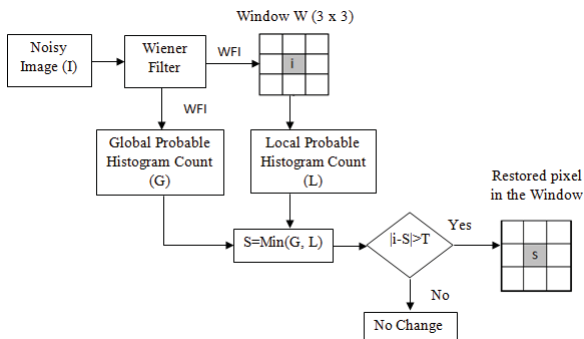 Window W (3 x 3)
Noisy
Image (I)
Wiener
Filter
WFI
i
WFI
Global Probable
Histogram Count
(G)
Local Probable
Histogram Count
(L)
Restored pixel
in the Window
S=Min(G, L)
|i-S|>T
Yes
s
No
No Change